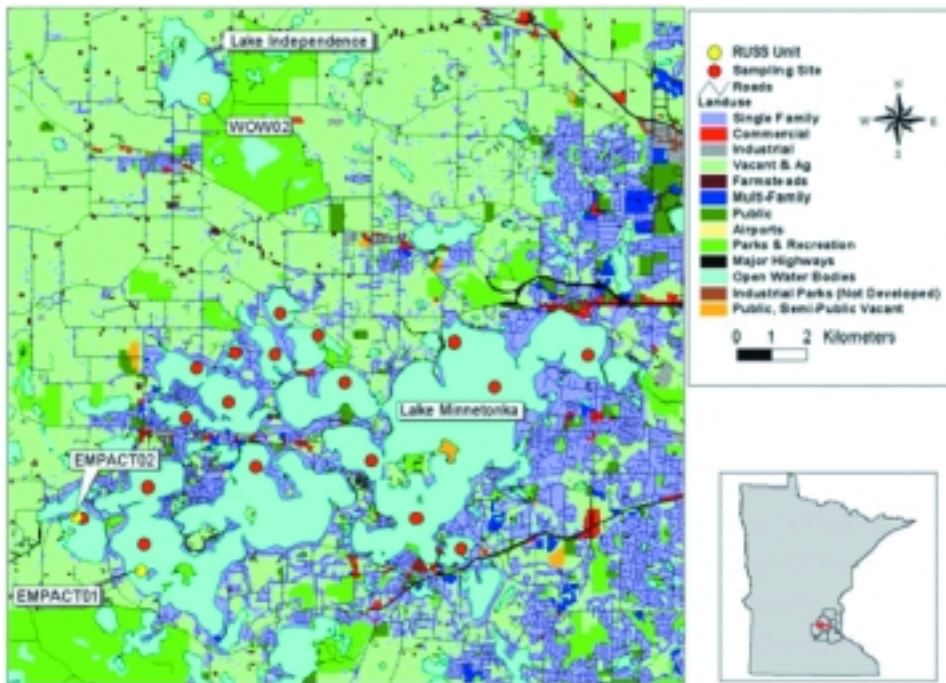 Lake Independence
WOW02
Lake Minnetonka
EMPACT02
EMPACT01
RUSS Unit
Sampling Site
Roads
Landuse
Single Family
Commercial
Industrial
Vacant & Ag
Farmsteads
Multi-Family
Public
Airports
Parks & Recreation
Major Highways
Open Water Bodies
Industrial Parks (Not Developed)
Public, Semi-Public Vacant
0 1 2 Kilometers
N
W E
S